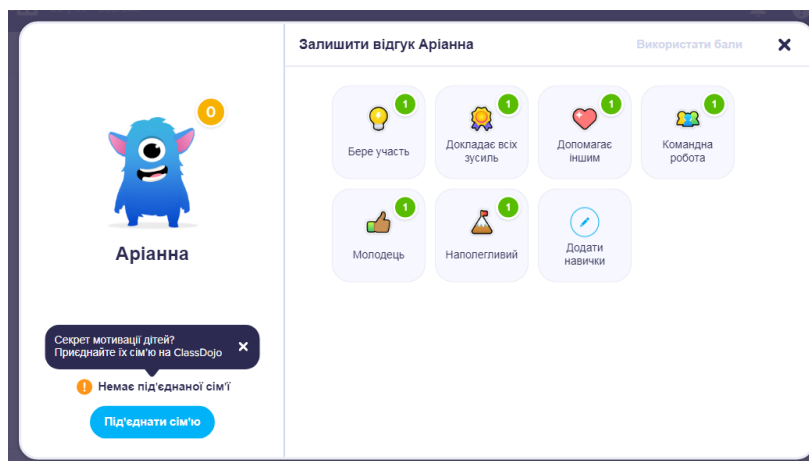 Залишити відгук Аріанна
Використати бали
0
Аріанна
Секрет мотивації дітей?
Приєднайте їх сім'ю на ClassDojo
Немає під'єднаної сім'ї
Під'єднати сім'ю
1
Бере участь
1
Докладає всіх
зусиль
1
Допомагає
іншим
1
Командна
робота
1
Молодець
1
Наполегливий
Додати
навички